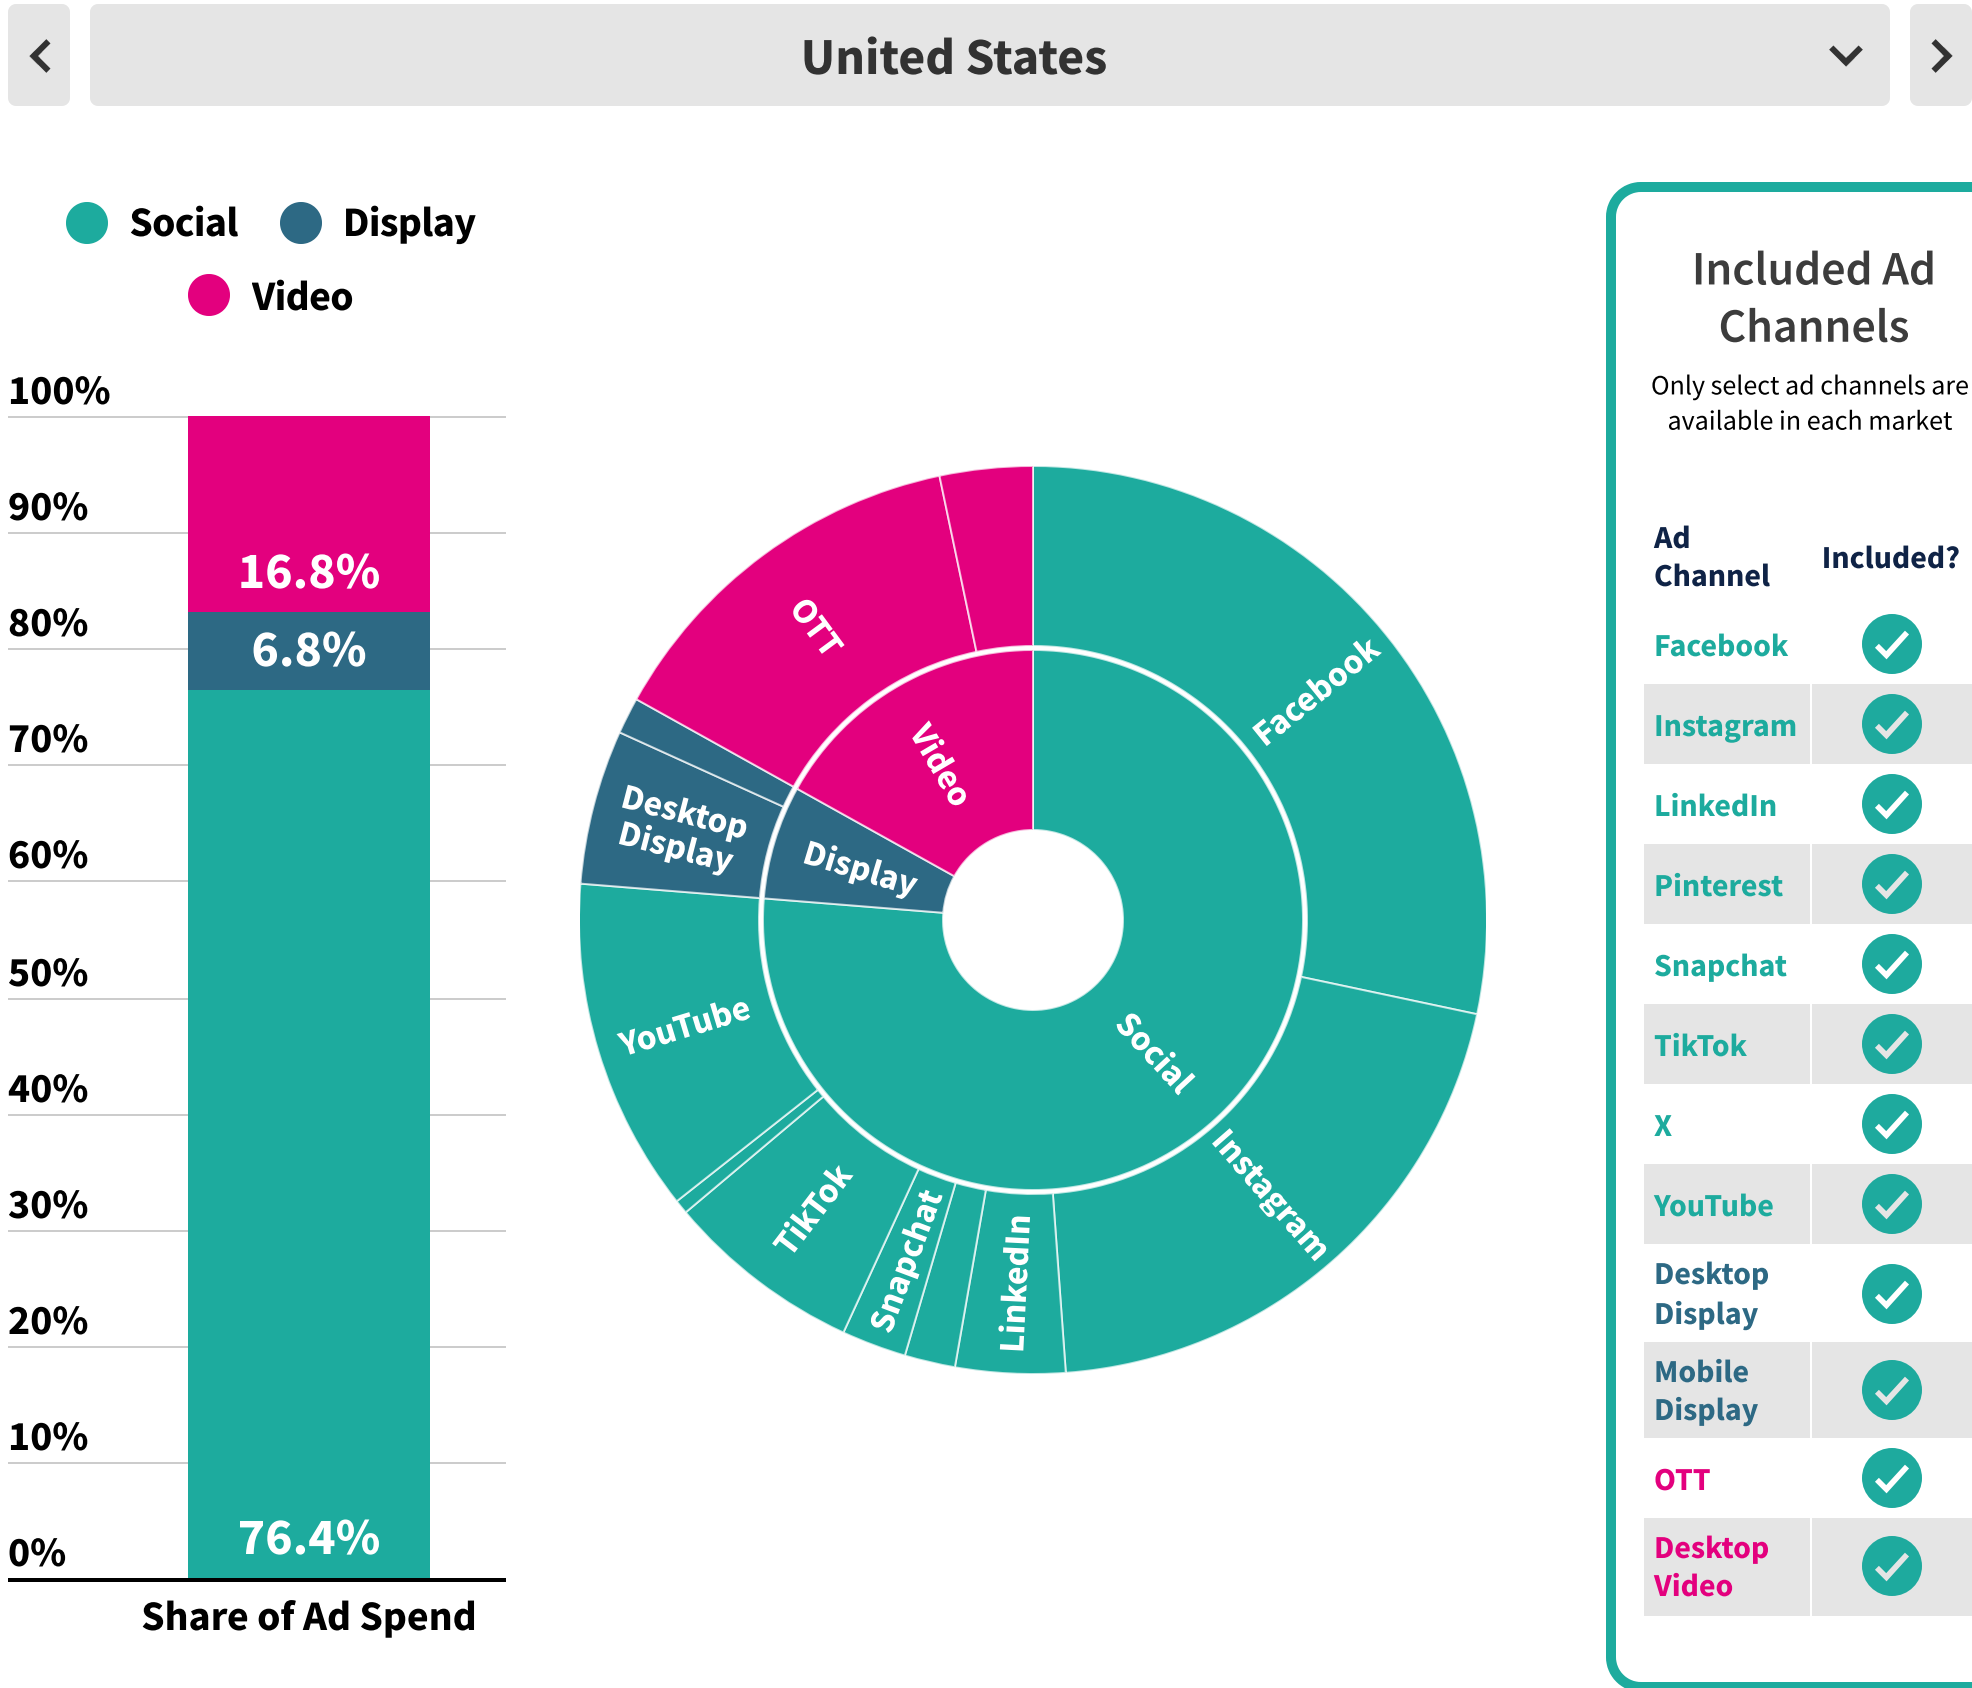 United States
Social
Display
Video
100%
90%
80%
70%
60%
50%
40%
30%
20%
10%
0%
16.8%
6.8%
76.4%
Share of Ad Spend
Facebook
Instagram
LinkedIn
Snapchat
TikTok
YouTube
Desktop
Display
OTT
Video
Display
Social
Included Ad
Channels
Only select ad channels are
available in each market
Ad
Channel
Included?
Facebook
Instagram
LinkedIn
Pinterest
Snapchat
TikTok
X
YouTube
Desktop
Display
Mobile
Display
OTT
Desktop
Video